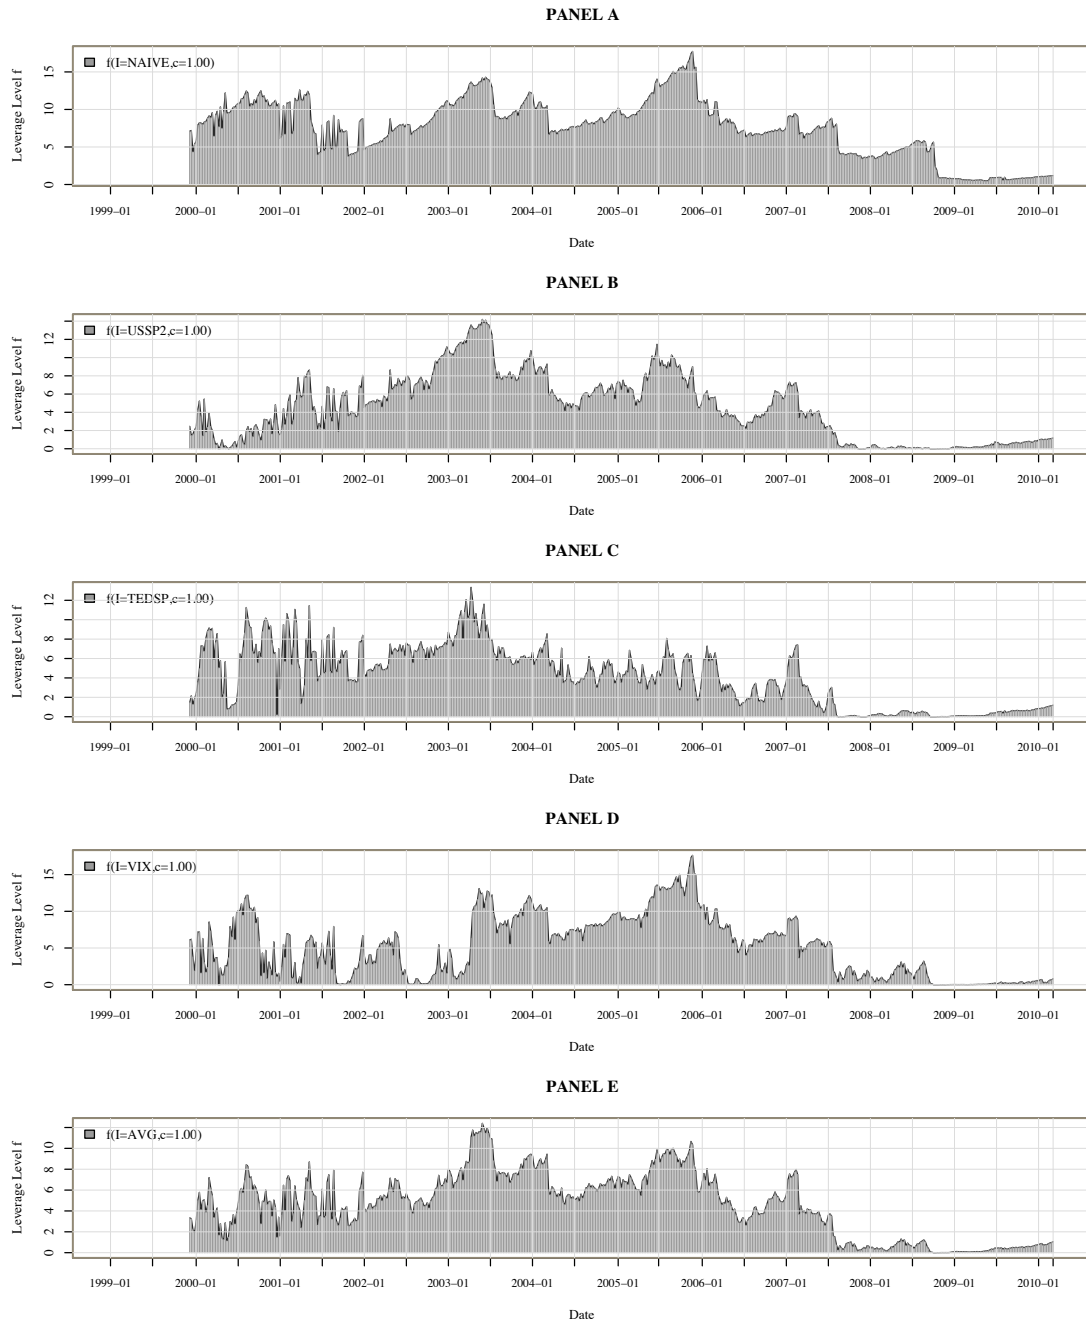 PANEL A
f(I=NAIVE,c=1.00)
Leverage Level f
15
10
5
0
1999−01 2000−01 2001−01 2002−01 2003−01 2004−01 2005−01 2006−01 2007−01 2008−01 2009−01 2010−01
Date
PANEL B
f(I=USSP2,c=1.00)
Leverage Level f
12
8
6
4
2
0
1999−01 2000−01 2001−01 2002−01 2003−01 2004−01 2005−01 2006−01 2007−01 2008−01 2009−01 2010−01
Date
PANEL C
f(I=TEDSP,c=1.00)
Leverage Level f
12
8
6
4
2
0
1999−01 2000−01 2001−01 2002−01 2003−01 2004−01 2005−01 2006−01 2007−01 2008−01 2009−01 2010−01
Date
PANEL D
f(I=VIX,c=1.00)
Leverage Level f
15
10
5
0
1999−01 2000−01 2001−01 2002−01 2003−01 2004−01 2005−01 2006−01 2007−01 2008−01 2009−01 2010−01
Date
PANEL E
f(I=AVG,c=1.00)
Leverage Level f
10
8
6
4
2
0
1999−01 2000−01 2001−01 2002−01 2003−01 2004−01 2005−01 2006−01 2007−01 2008−01 2009−01 2010−01
Date